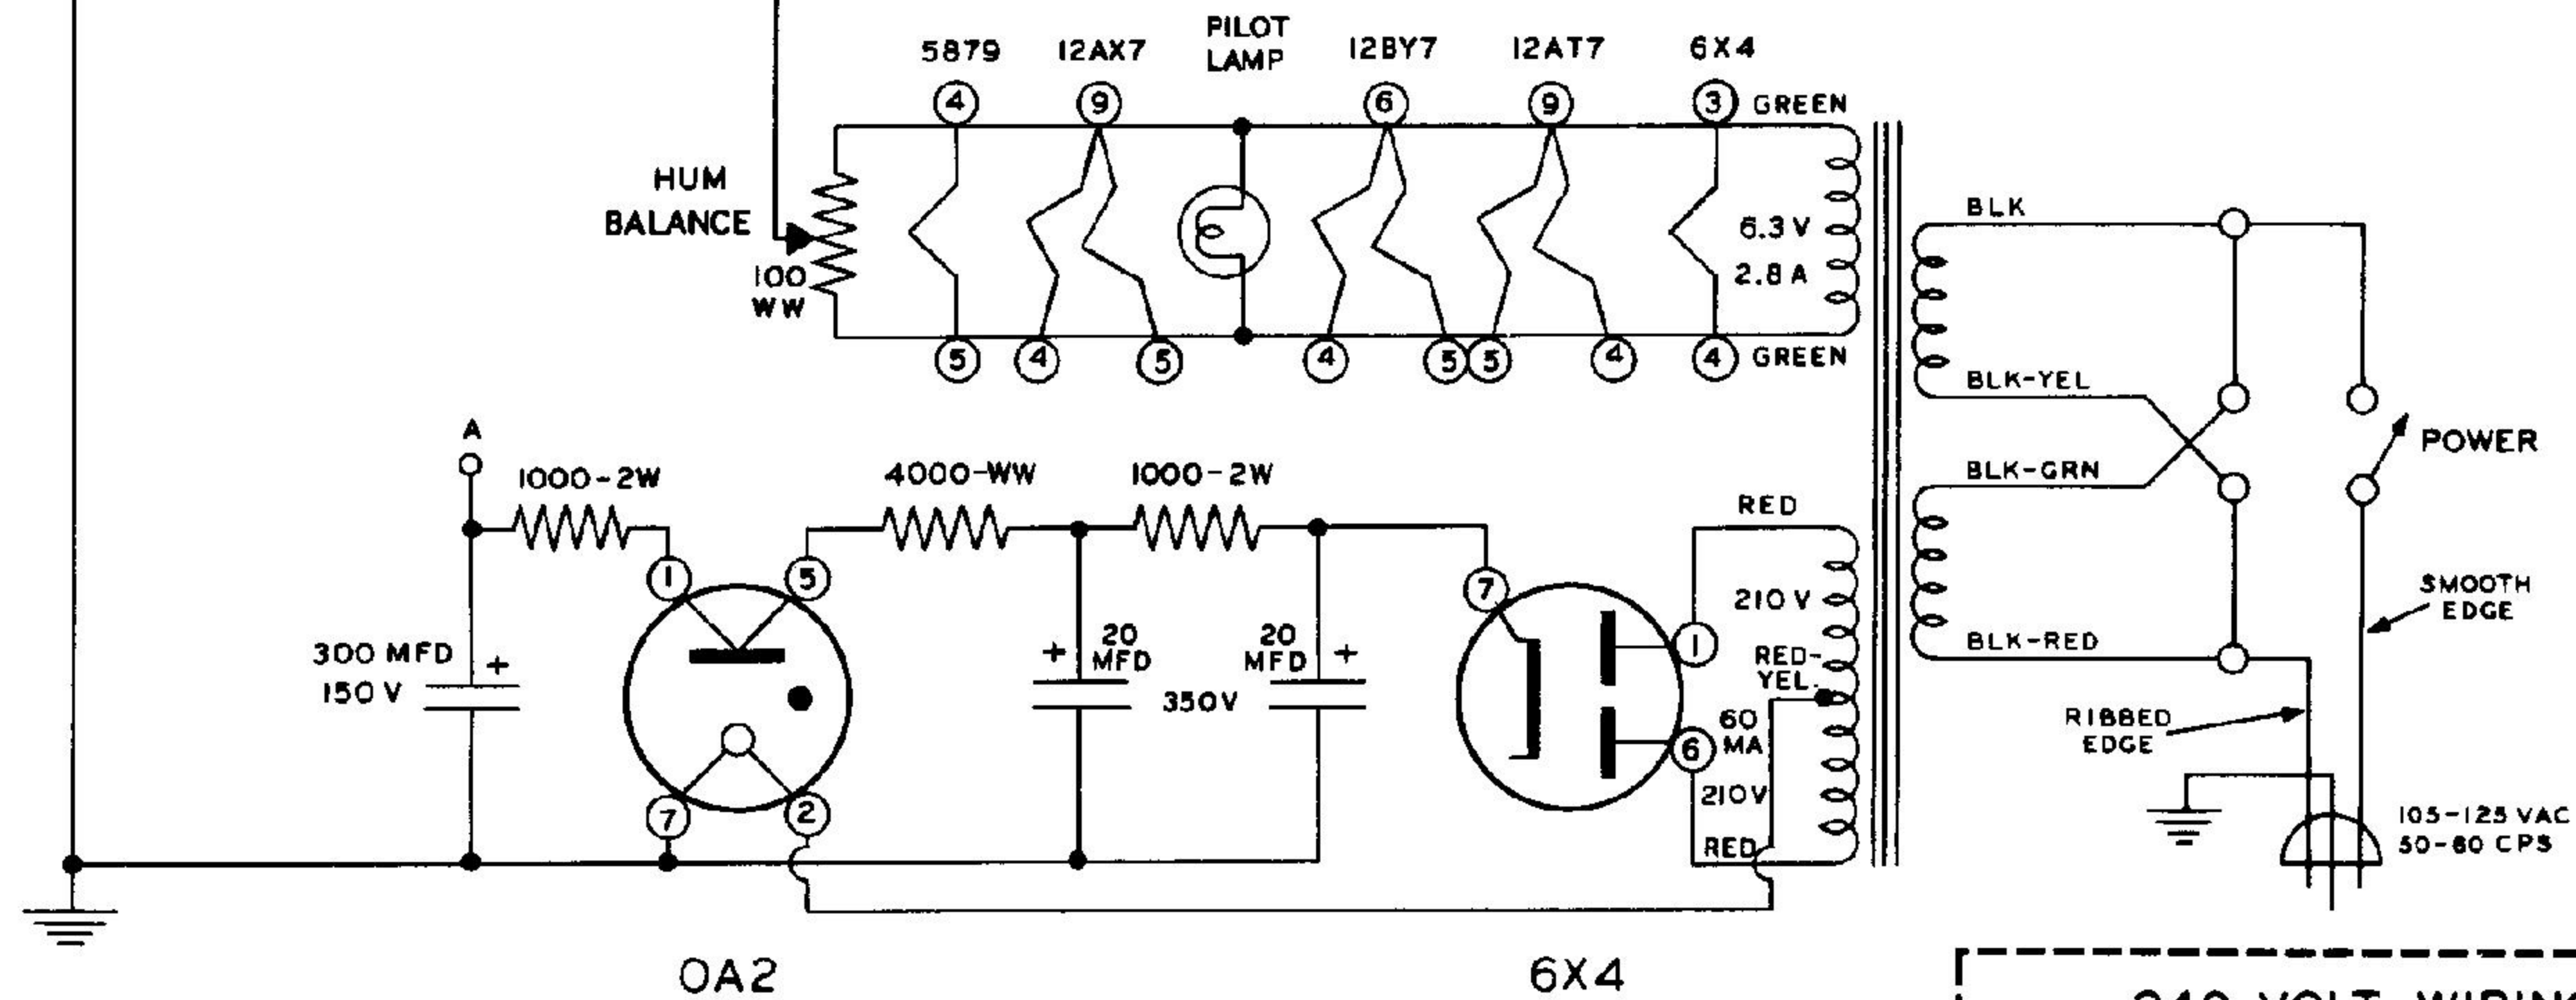 PILOT
LAMP
5879
12AX7
12BY7
12AT7
6X4
4
9
6
9
3
GREEN
HUM
BALANCE
100
WW
6.3 V
2.8 A
5
4
5
4
5
5
4
4
GREEN
BLK
BLK-YEL
BLK-GRN
BLK-RED
POWER
SMOOTH
EDGE
RIBBED
EDGE
105-125 VAC
50-60 CPS
A
1000-2W
4000-WW
1000-2W
RED
1
5
7
1
210 V
RED-
YEL.
60
MA
6
210V
RED
300 MFD
+
150 V
+
20
MFD
350V
20
MFD
+
7
2
0A2
6X4
240 VOLT WIRING